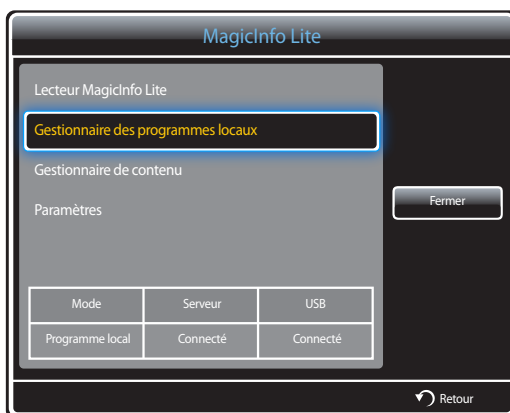 MagicInfo Lite
Lecteur MagicInfo Lite
Gestionnaire des programmes locaux
Gestionnaire de contenu
Paramètres
Fermer
Mode Serveur USB
Programme local Connecté Connecté
Retour